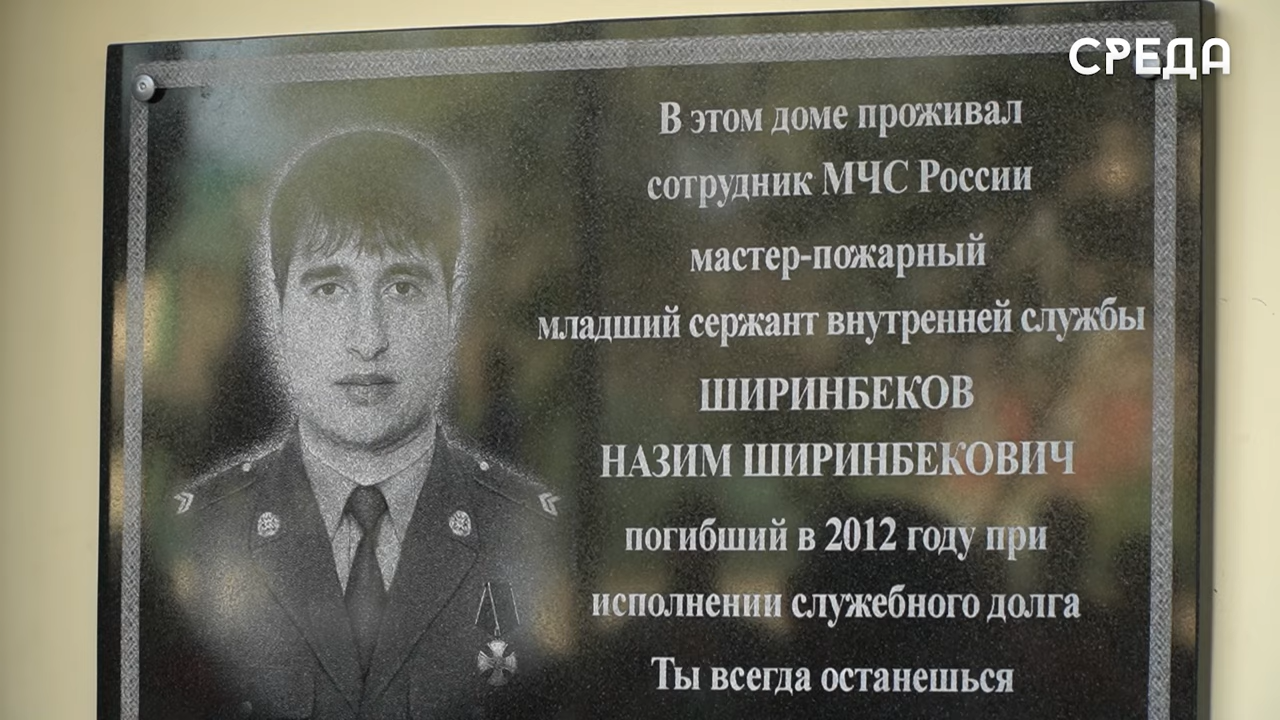 СРЕДА
В этом доме проживал
сотрудник МЧС России
мастер-пожарный
младший сержант внутренней службы
ШИРИНБЕКОВ
НАЗИМ ШИРИНБЕКОВИЧ
погибший в 2012 году при
исполнении служебного долга
Ты всегда останешься